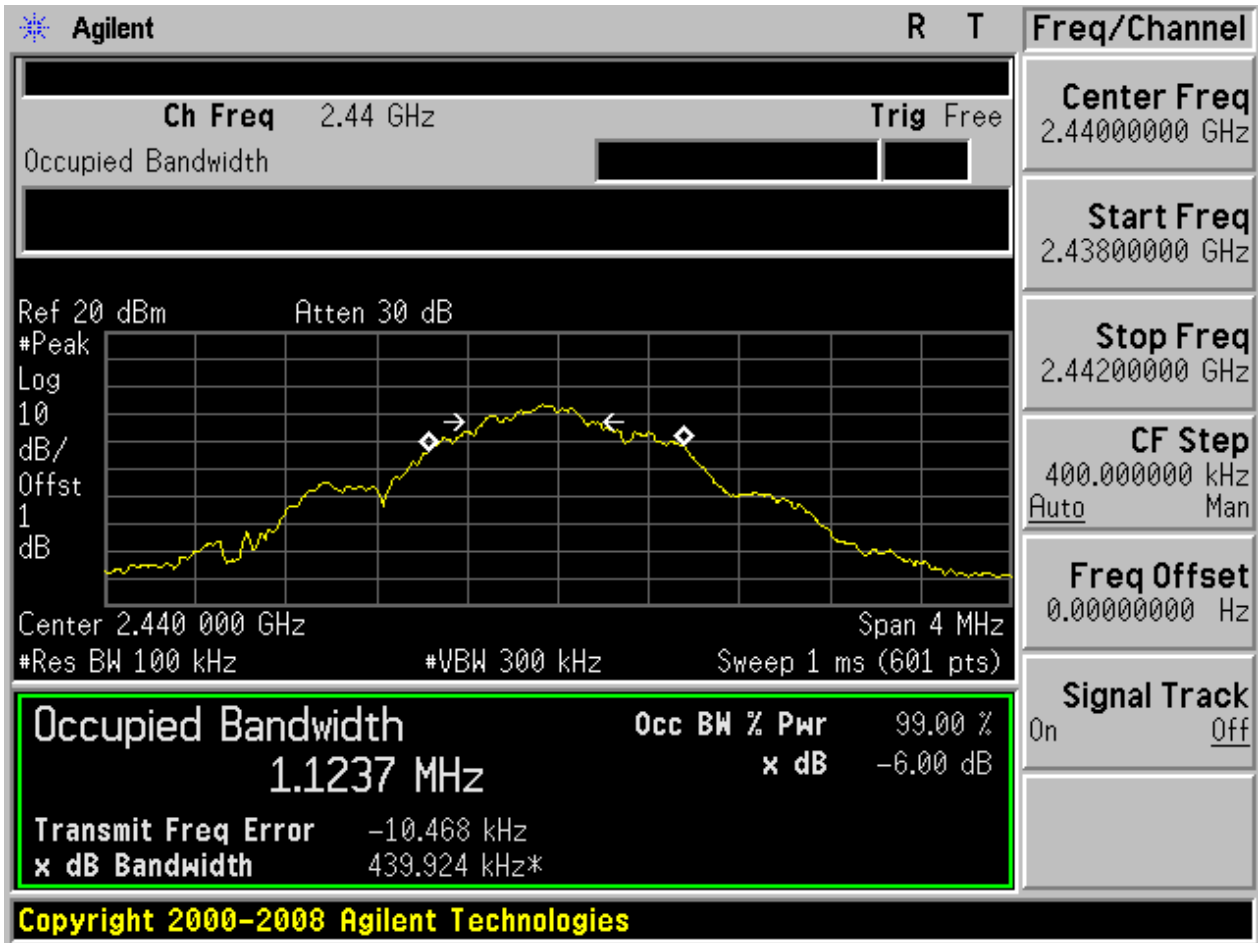 Agilent R T
Freq/Channel
Ch Freq 2.44 GHz Trig Free
Occupied Bandwidth
Center Freq
2.44000000 GHz
Start Freq
2.43800000 GHz
Stop Freq
2.44200000 GHz
CF Step
400.000000 kHz
Auto Man
Freq Offset
0.00000000 Hz
Signal Track
On Off
Ref 20 dBm Atten 30 dB
#Peak
Log
10
dB/
Offst
1
dB
Center 2.440 000 GHz Span 4 MHz
#Res BW 100 kHz #VBW 300 kHz Sweep 1 ms (601 pts)
Occupied Bandwidth
1.1237 MHz
Occ BW % Pwr 99.00 %
x dB -6.00 dB
Transmit Freq Error -10.468 kHz
x dB Bandwidth 439.924 kHz*
Copyright 2000-2008 Agilent Technologies